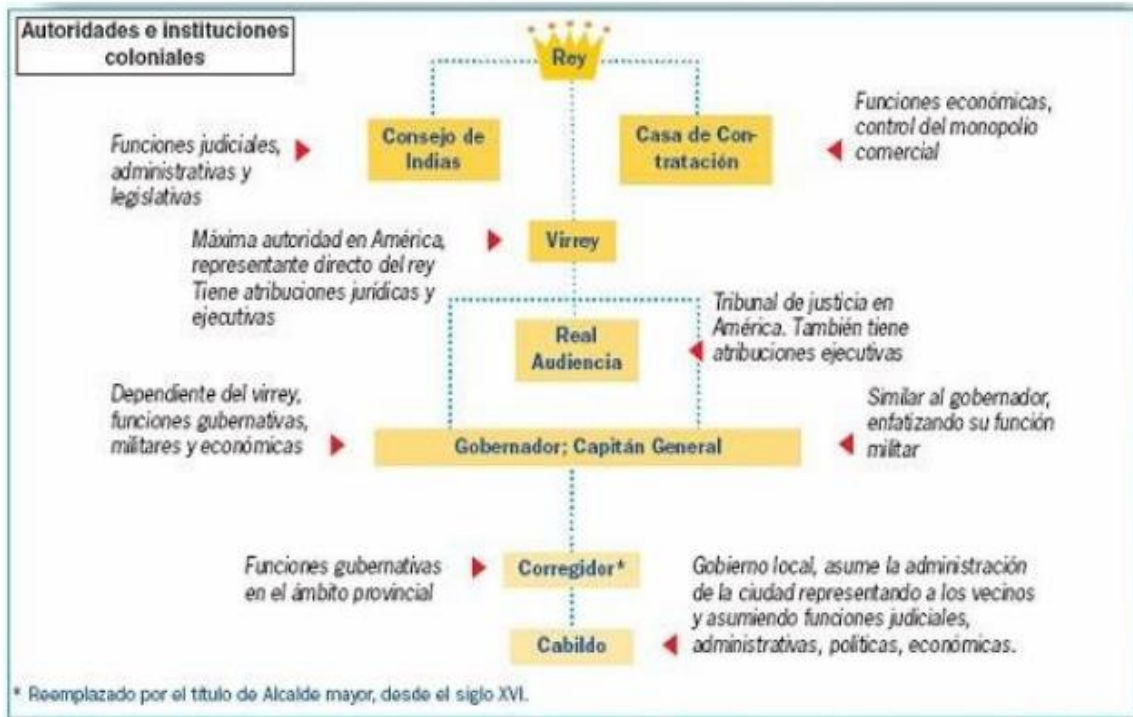 Autoridades e instituciones
coloniales
Rey
Consejo de
Indias
Casa de Con-
tratación
Funciones judiciales,
administrativas y
legislativas
Funciones económicas,
control del monopolio
comercial
Máxima autoridad en América,
representante directo del rey
Tiene atribuciones jurídicas y
ejecutivas
Virrey
Real
Audiencia
Tribunal de justicia en
América. También tiene
atribuciones ejecutivas
Dependiente del virrey,
funciones gubernativas,
militares y económicas
Gobernador; Capitán General
Similar al gobernador,
enfatizando su función
militar
Funciones gubernativas
en el ámbito provincial
Corregidor*
Cabildo
Gobierno local, asume la administración
de la ciudad representando a los vecinos
y asumiendo funciones judiciales,
administrativas, políticas, económicas.
* Reemplazado por el título de Alcalde mayor, desde el siglo XVI.